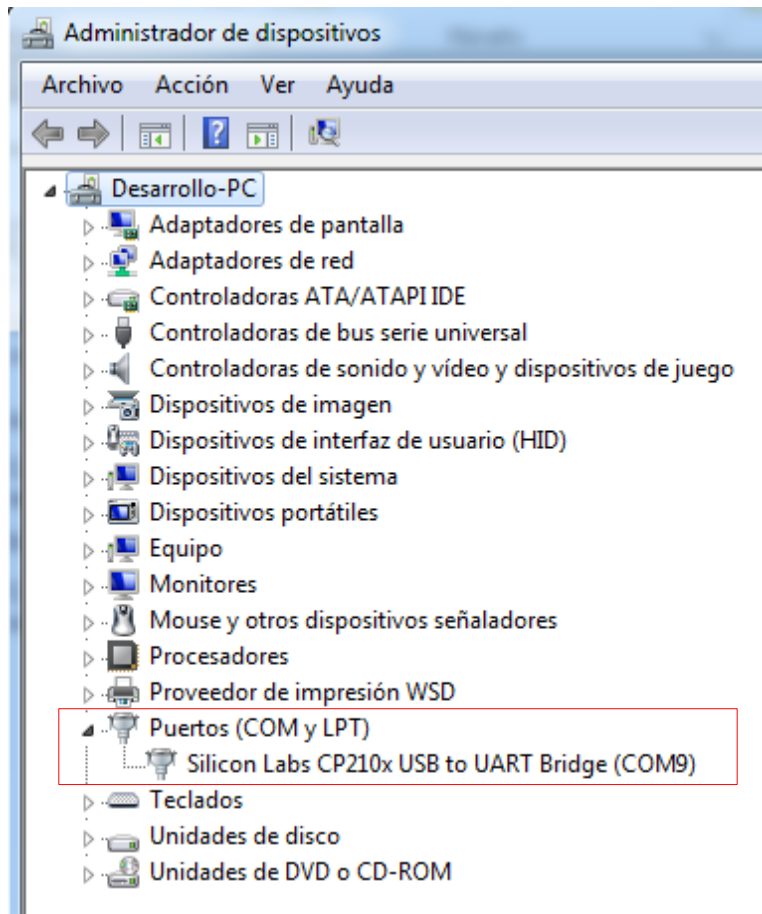 Administrador de dispositivos
Archivo Acción Ver Ayuda
Desarrollo-PC
Adaptadores de pantalla
Adaptadores de red
Controladoras ATA/ATAPI IDE
Controladoras de bus serie universal
Controladoras de sonido y vídeo y dispositivos de juego
Dispositivos de imagen
Dispositivos de interfaz de usuario (HID)
Dispositivos del sistema
Dispositivos portátiles
Equipo
Monitores
Mouse y otros dispositivos señaladores
Procesadores
Proveedor de impresión WSD
Puertos (COM y LPT)
Silicon Labs CP210x USB to UART Bridge (COM9)
Teclados
Unidades de disco
Unidades de DVD o CD-ROM